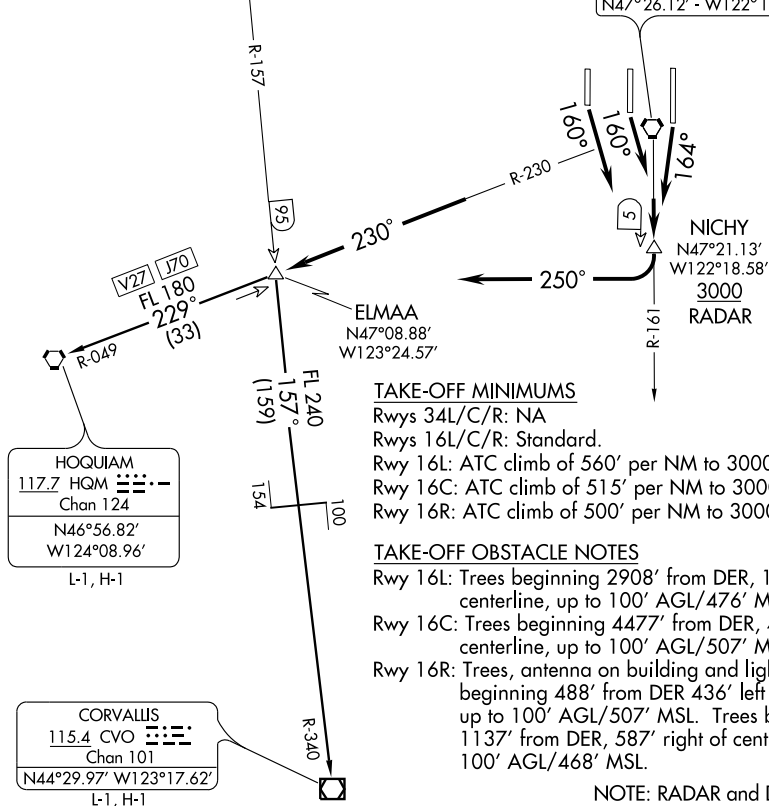 N47°26.12' - W122°1
R-157
160°
160°
164°
R-230
95
230°
5
NICHY
N47°21.13'
W122°18.58'
3000
RADAR
V27 J70
FL 180
229°
(33)
R-049
250°
ELMAA
N47°08.88'
W123°24.57'
R-161
FL 240
157°
(159)
HOQUIAM
117.7 HQM
Chan 124
N46°56.82'
W124°08.96'
L-1, H-1
154
100
TAKE-OFF MINIMUMS
Rwys 34L/C/R: NA
Rwys 16L/C/R: Standard.
Rwy 16L: ATC climb of 560' per NM to 3000
Rwy 16C: ATC climb of 515' per NM to 3000
Rwy 16R: ATC climb of 500' per NM to 3000
TAKE-OFF OBSTACLE NOTES
Rwy 16L: Trees beginning 2908' from DER, 1
centerline, up to 100' AGL/476' M
Rwy 16C: Trees beginning 4477' from DER,
centerline, up to 100' AGL/507' M
Rwy 16R: Trees, antenna on building and lig
beginning 488' from DER 436' left
up to 100' AGL/507' MSL. Trees b
1137' from DER, 587' right of cent
100' AGL/468' MSL.
NOTE: RADAR and
R-340
CORVALLIS
115.4 CVO
Chan 101
N44°29.97' W123°17.62'
L-1, H-1